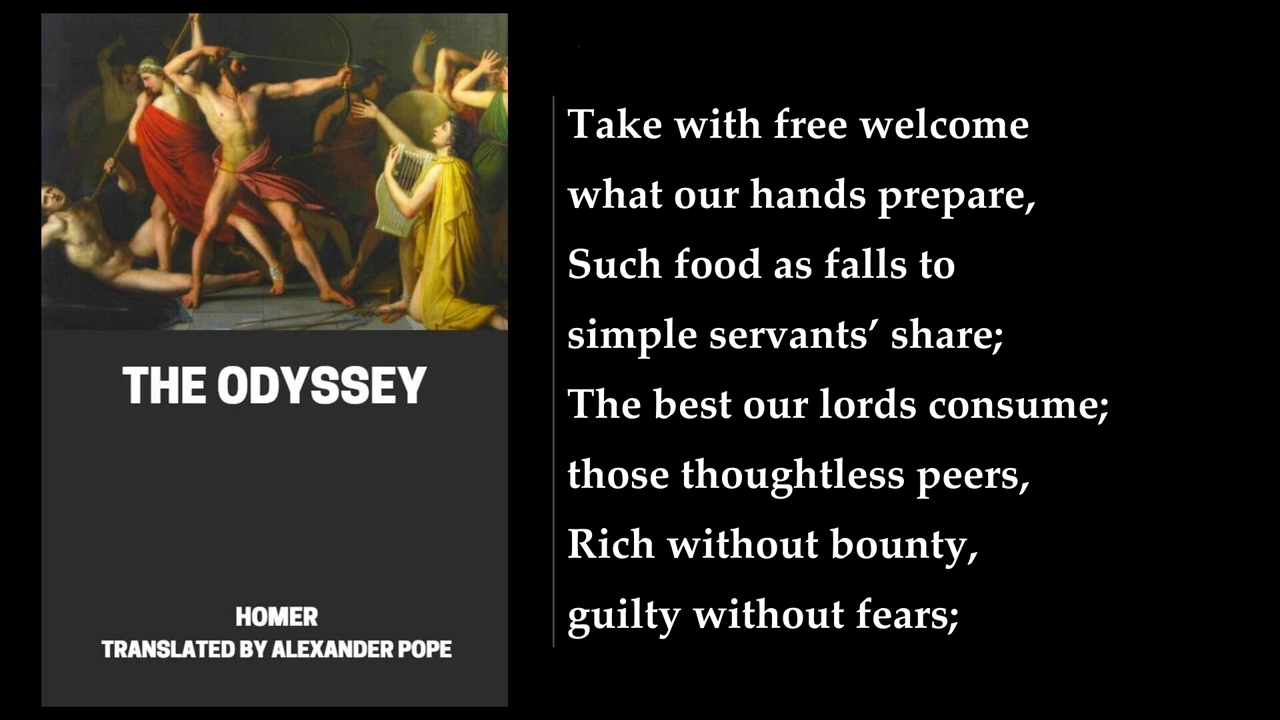 THE ODYSSEY
HOMER
TRANSLATED BY ALEXANDER POPE
Take with free welcome
what our hands prepare,
Such food as falls to
simple servants’ share;
The best our lords consume;
those thoughtless peers,
Rich without bounty,
guilty without fears;